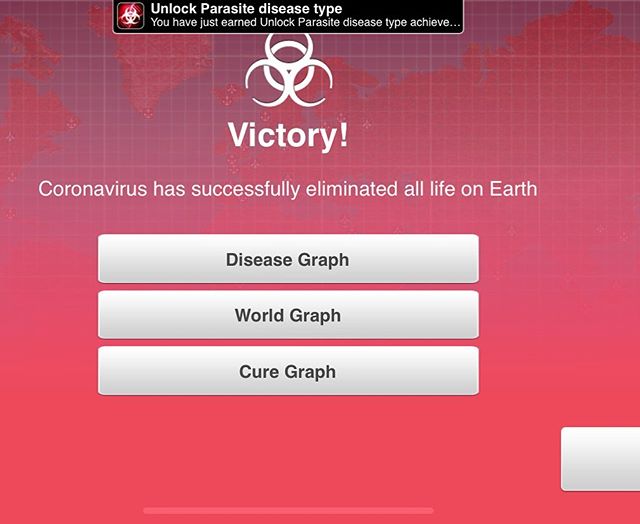 Unlock Parasite disease type
You have just earned Unlock Parasite disease type achieve...
Victory!
Coronavirus has successfully eliminated all life on Earth
Disease Graph
World Graph
Cure Graph